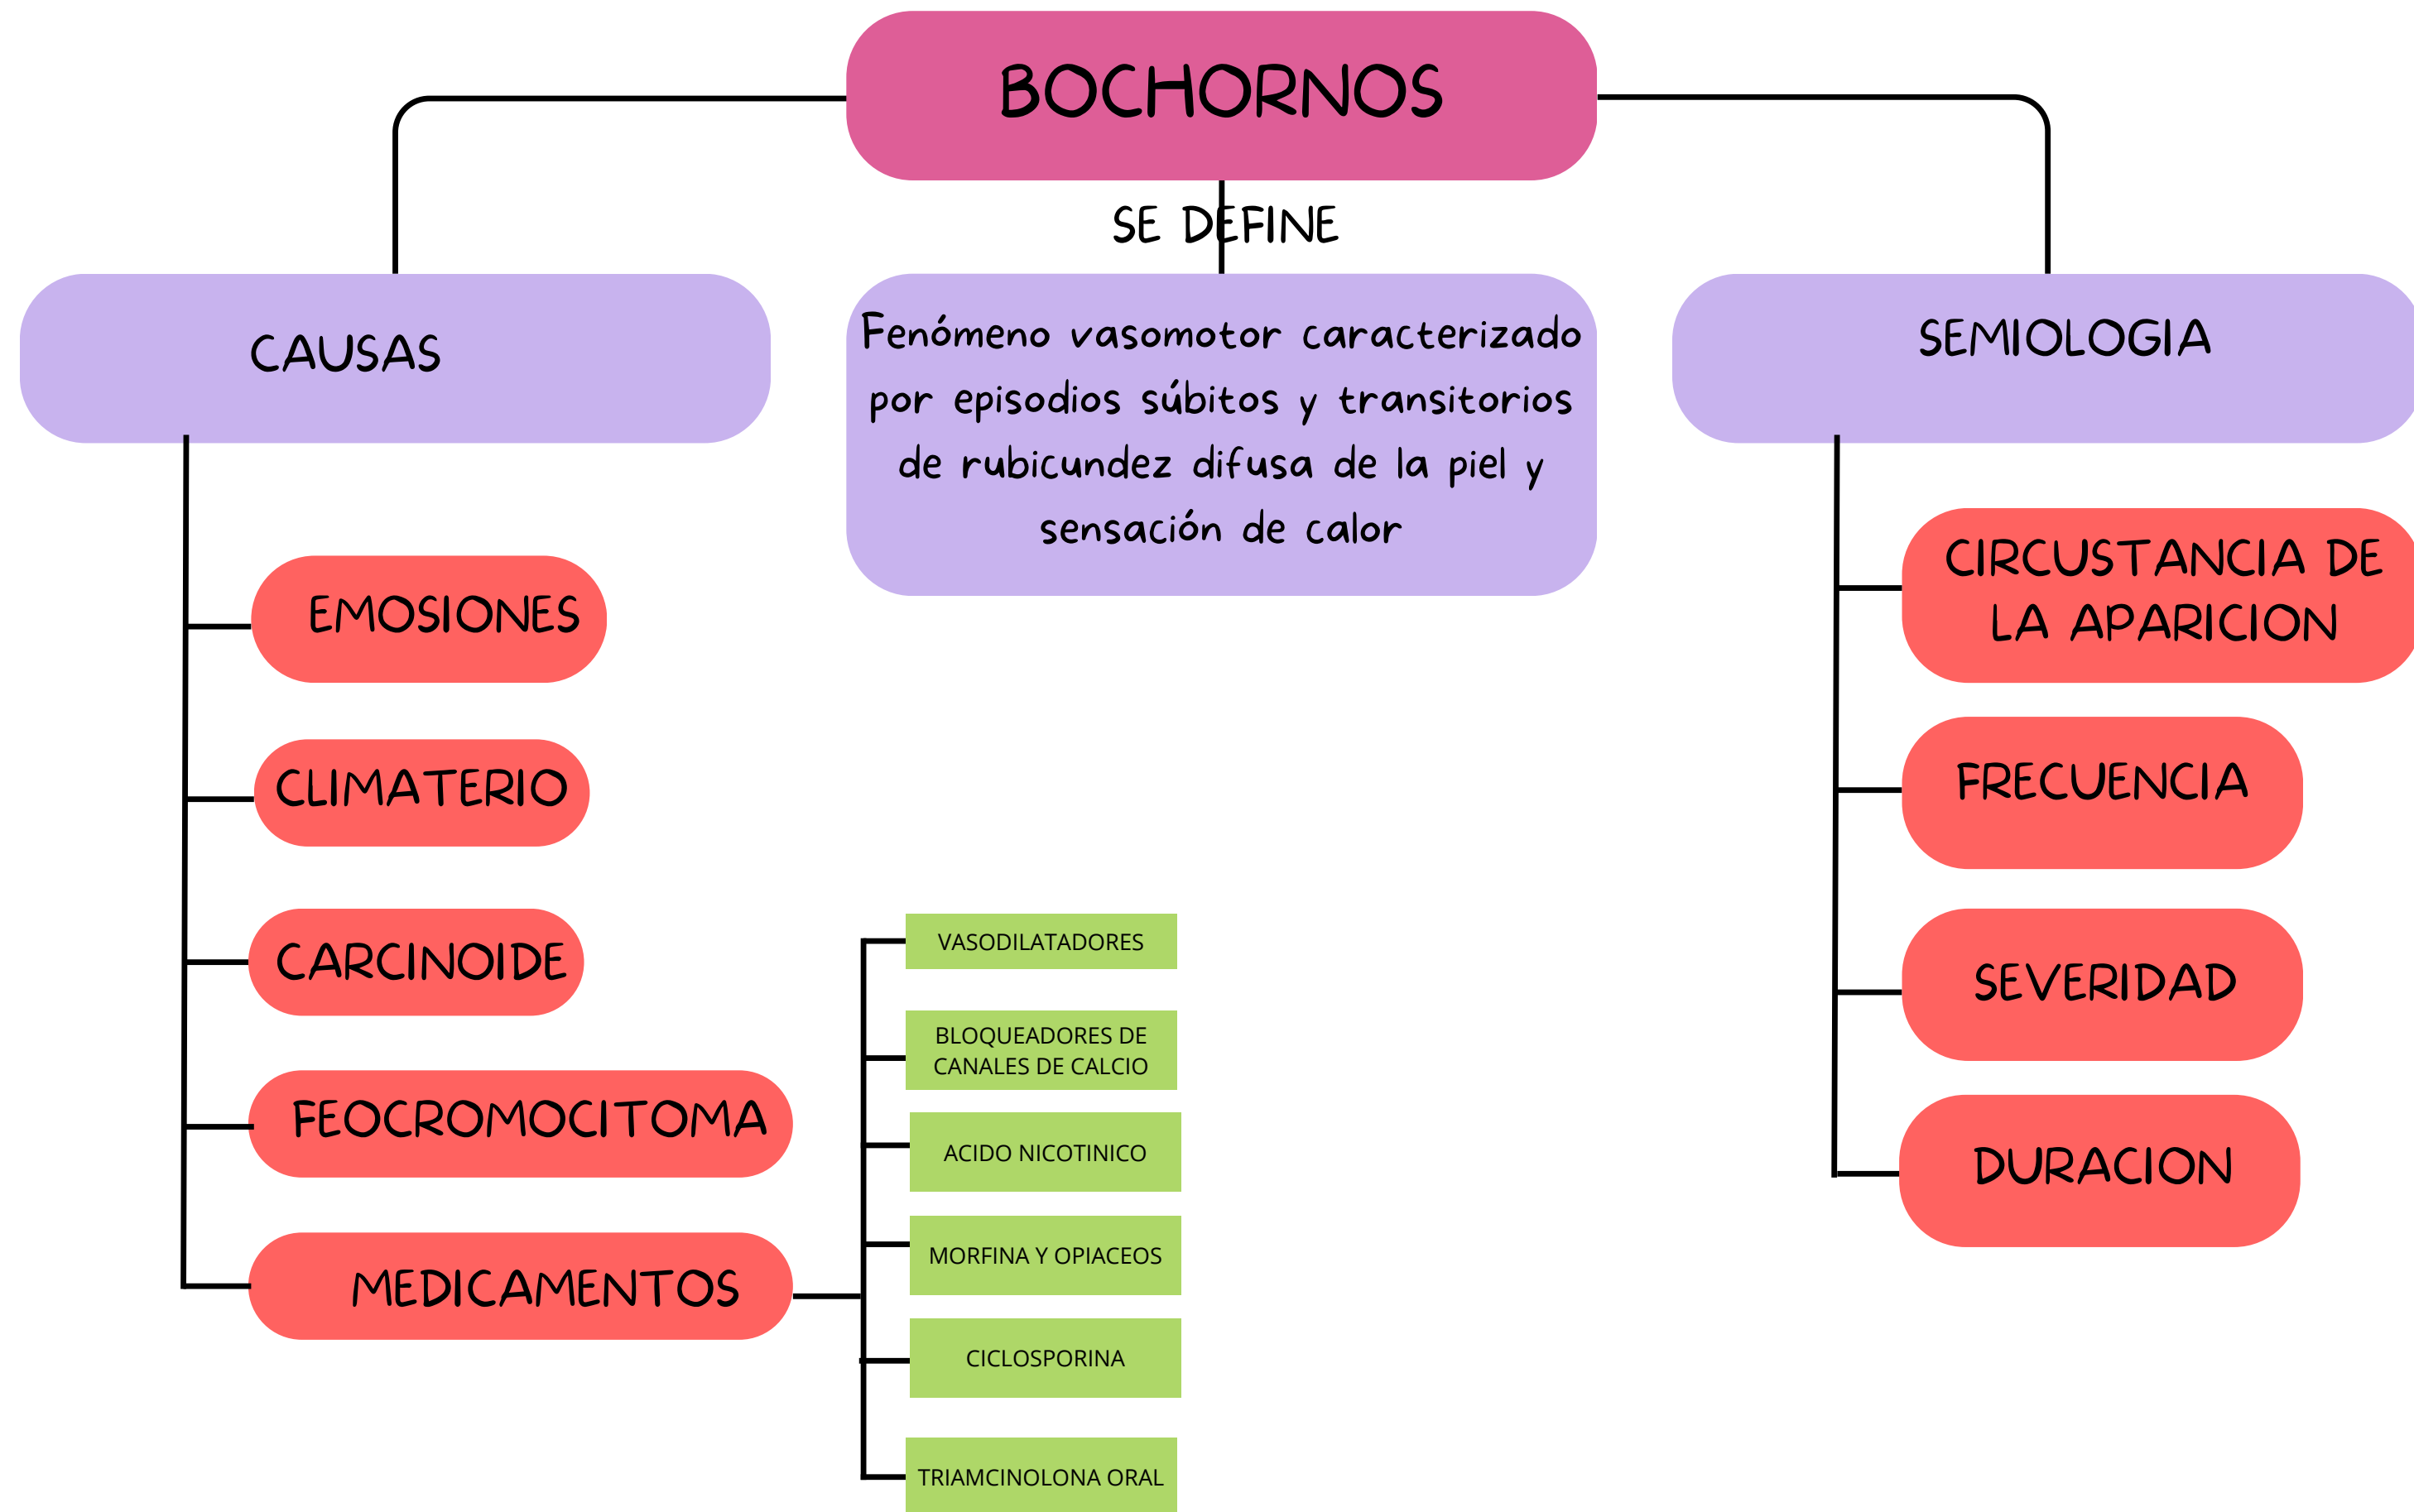 BOCHORNOS
SE DEFINE
CAUSAS
Fenómeno vasomotor caracterizado
por episodios súbitos y transitorios
de rubicundez difusa de la piel y
sensación de calor
SEMIOLOGIA
EMOSIONES
CLIMATERIO
CARCINOIDE
FEOCROMOCITOMA
MEDICAMENTOS
VASODILATADORES
BLOQUEADORES DE
CANALES DE CALCIO
ACIDO NICOTINICO
MORFINA Y OPIACEOS
CICLOSPORINA
TRIAMCINOLONA ORAL
CIRCUSTANCIA DE
LA APARICION
FRECUENCIA
SEVERIDAD
DURACION